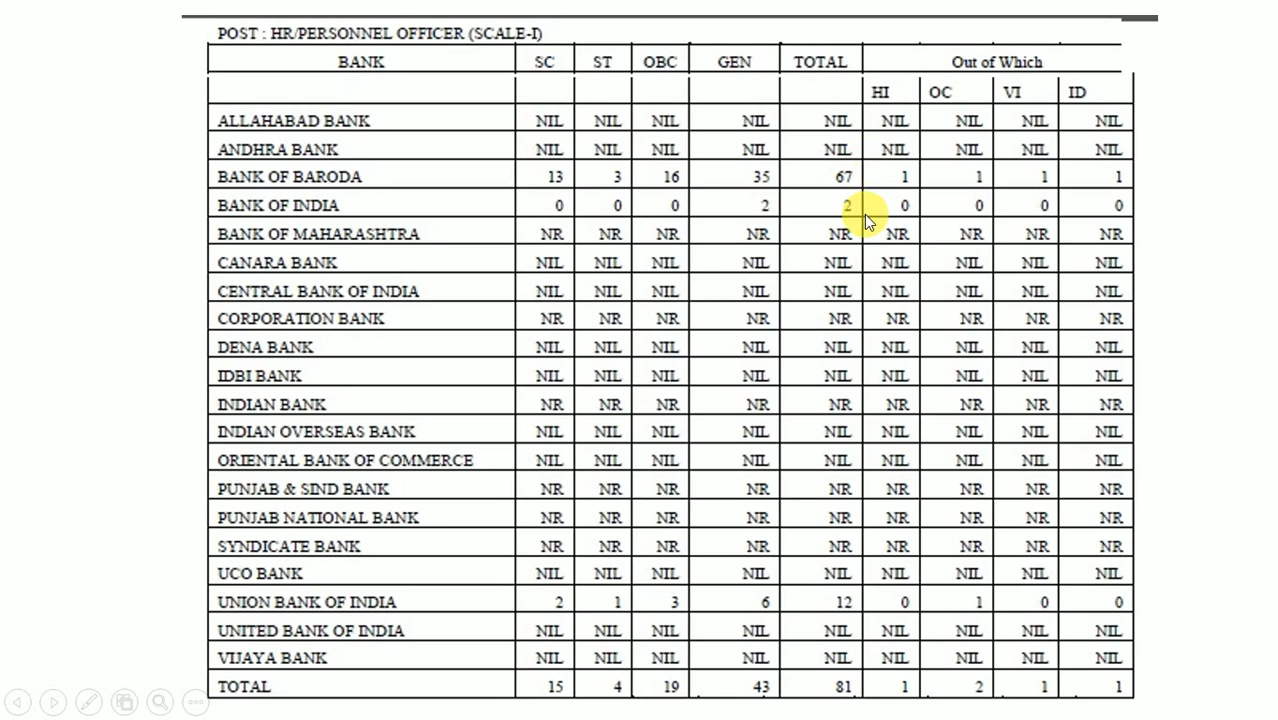 POST : HR/PERSONNEL OFFICER (SCALE-I)
BANK SC ST OBC GEN TOTAL Out of Which
HI OC VI ID
ALLAHABAD BANK NIL NIL NIL NIL NIL NIL NIL NIL NIL
ANDHRA BANK NIL NIL NIL NIL NIL NIL NIL NIL NIL
BANK OF BARODA 13 3 16 35 67 1 1 1 1
BANK OF INDIA 0 0 0 2 2 0 0 0 0
BANK OF MAHARASHTRA NR NR NR NR NR NR NR NR NR
CANARA BANK NIL NIL NIL NIL NIL NIL NIL NIL NIL
CENTRAL BANK OF INDIA NIL NIL NIL NIL NIL NIL NIL NIL NIL
CORPORATION BANK NR NR NR NR NR NR NR NR NR
DENA BANK NIL NIL NIL NIL NIL NIL NIL NIL NIL
IDBI BANK NIL NIL NIL NIL NIL NIL NIL NIL NIL
INDIAN BANK NR NR NR NR NR NR NR NR NR
INDIAN OVERSEAS BANK NIL NIL NIL NIL NIL NIL NIL NIL NIL
ORIENTAL BANK OF COMMERCE NIL NIL NIL NIL NIL NIL NIL NIL NIL
PUNJAB & SIND BANK NR NR NR NR NR NR NR NR NR
PUNJAB NATIONAL BANK NR NR NR NR NR NR NR NR NR
SYNDICATE BANK NR NR NR NR NR NR NR NR NR
UCO BANK NIL NIL NIL NIL NIL NIL NIL NIL NIL
UNION BANK OF INDIA 2 1 3 6 12 0 1 0 0
UNITED BANK OF INDIA NIL NIL NIL NIL NIL NIL NIL NIL NIL
VIJAYA BANK NIL NIL NIL NIL NIL NIL NIL NIL NIL
TOTAL 15 4 19 43 81 1 2 1 1